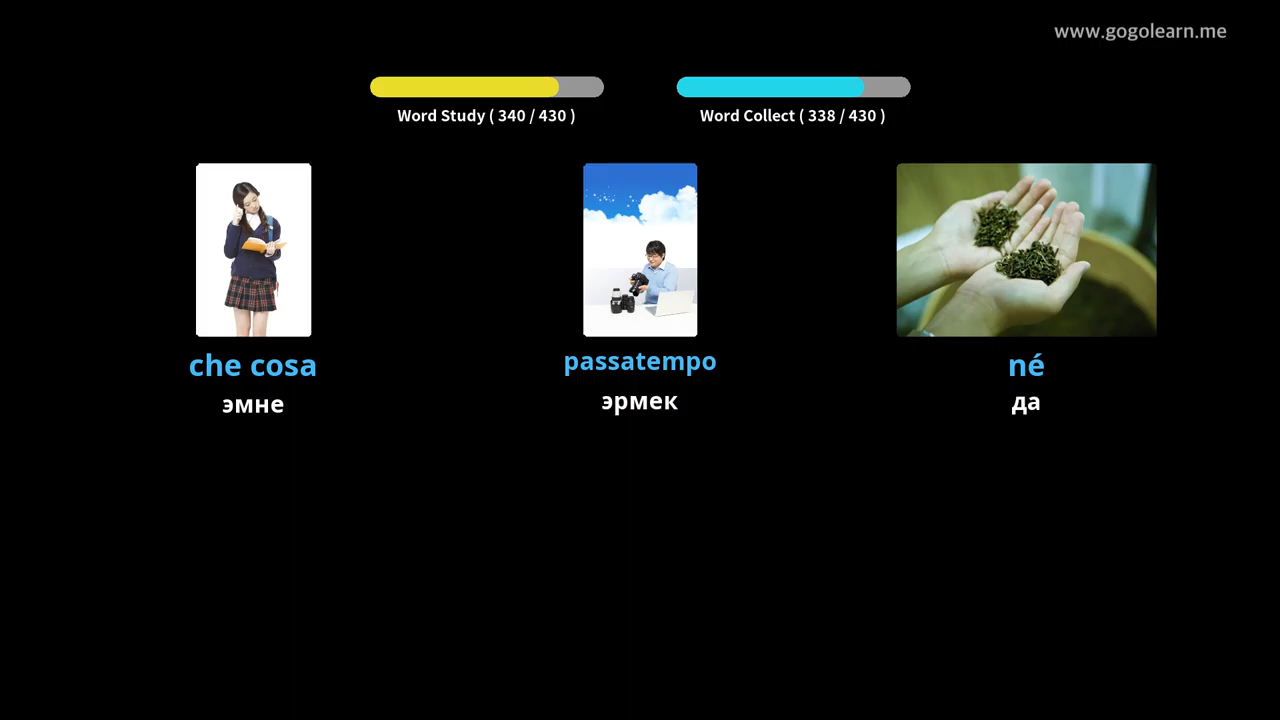 www.gogolearn.me
Word Study ( 340 / 430 )
Word Collect ( 338 / 430 )
che cosa
эмне
passatempo
эрмек
né
да